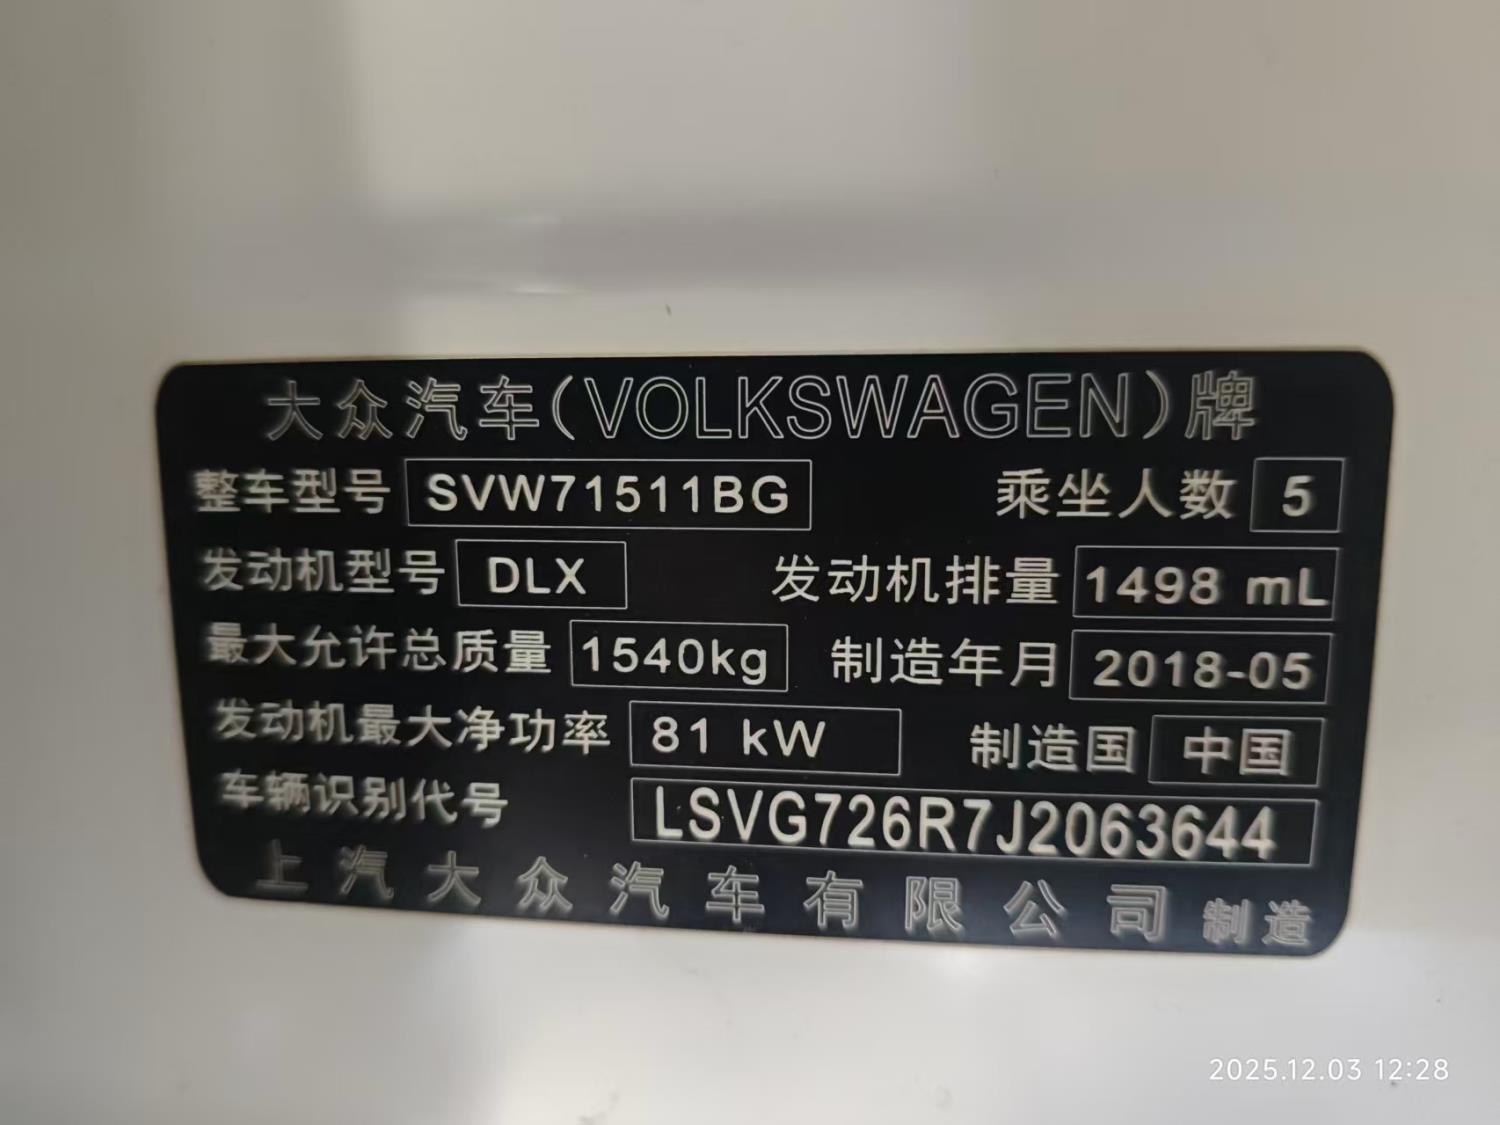 大众汽车(VOLKSWAGEN)牌
整车型号 SVW71511BG 乘坐人数 5
发动机型号 DLX 发动机排量 1498 mL
最大允许总质量 1540kg 制造年月 2018-05
发动机最大净功率 81 kW 制造国 中国
车辆识别代号 LSVG726R7J2063644
上汽大众汽车有限公司 制造
2025.12.03 12:28